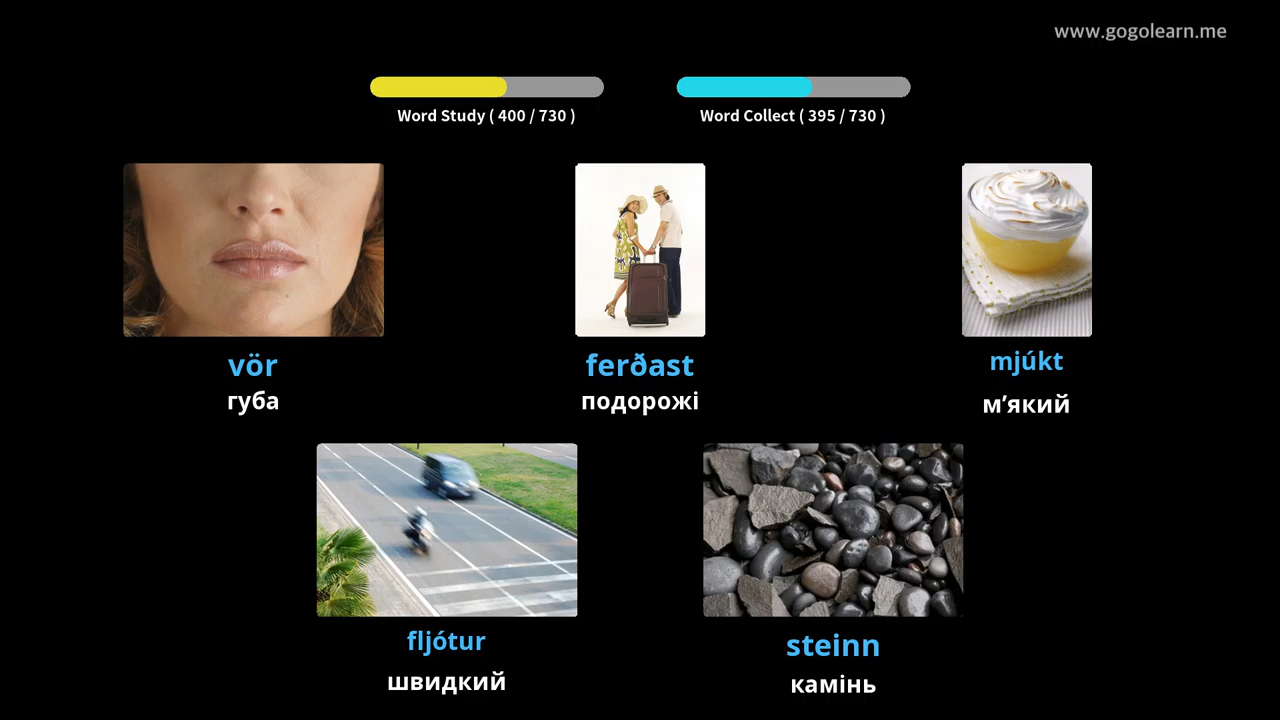 www.gogolearn.me
Word Study ( 400 / 730 )
Word Collect ( 395 / 730 )
vör
губа
ferðast
подорожі
mjúkt
м’який
fljótur
швидкий
steinn
камінь